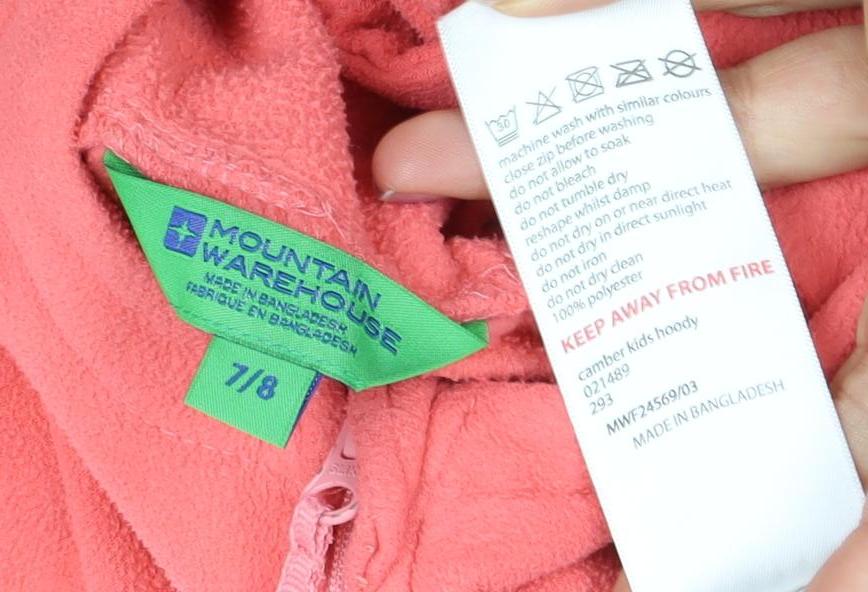 MOUNTAIN
WAREHOUSE
MADE IN BANGLADESH
FABRIQUE EN BANGLADESH
7/8
30
machine wash with similar colours
close zip before washing
do not allow to soak
do not bleach
do not tumble dry
reshape whilst damp
do not dry on or near direct heat
do not dry in direct sunlight
do not iron
do not dry clean
100% polyester
KEEP AWAY FROM FIRE
camber kids hoody
021489
293
MWF24569/03
MADE IN BANGLADESH